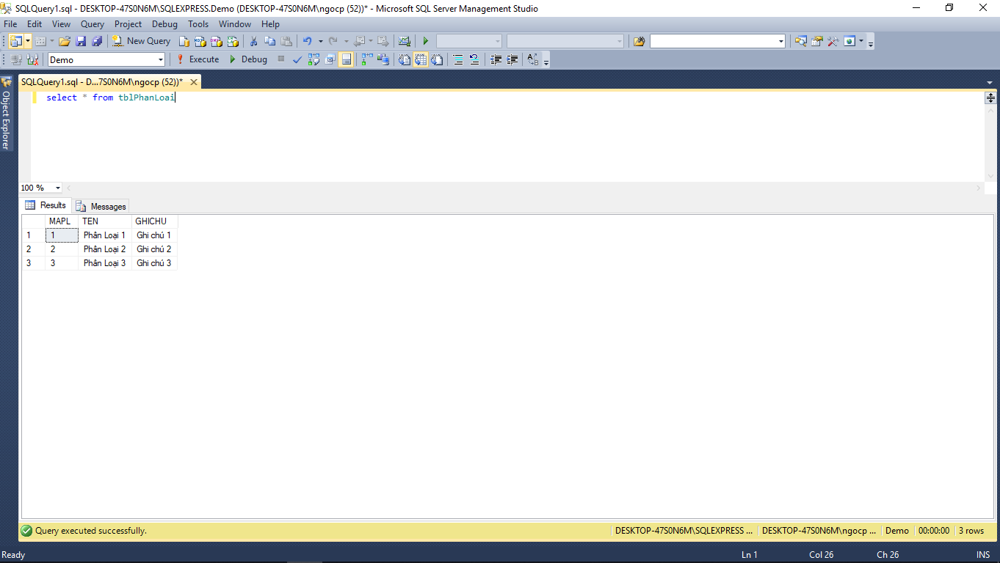 SQLQuery1.sql - DESKTOP-47S0N6M\SQLEXPRESS.Demo (DESKTOP-47S0N6M\ngocp (52))* - Microsoft SQL Server Management Studio
File Edit View Query Project Debug Tools Window Help
New Query
Demo Execute Debug
Object Explorer
SQLQuery1.sql - D...7S0N6M\ngocp (52))*
select * from tblPhanLoai
100 %
Results Messages
MAPL TEN GHICHU
1 1 Phân Loại 1 Ghi chú 1
2 2 Phân Loại 2 Ghi chú 2
3 3 Phân Loại 3 Ghi chú 3
Query executed successfully. DESKTOP-47S0N6M\SQLEXPRESS ... DESKTOP-47S0N6M\ngocp ... Demo 00:00:00 3 rows
Ready Ln 1 Col 26 Ch 26 INS